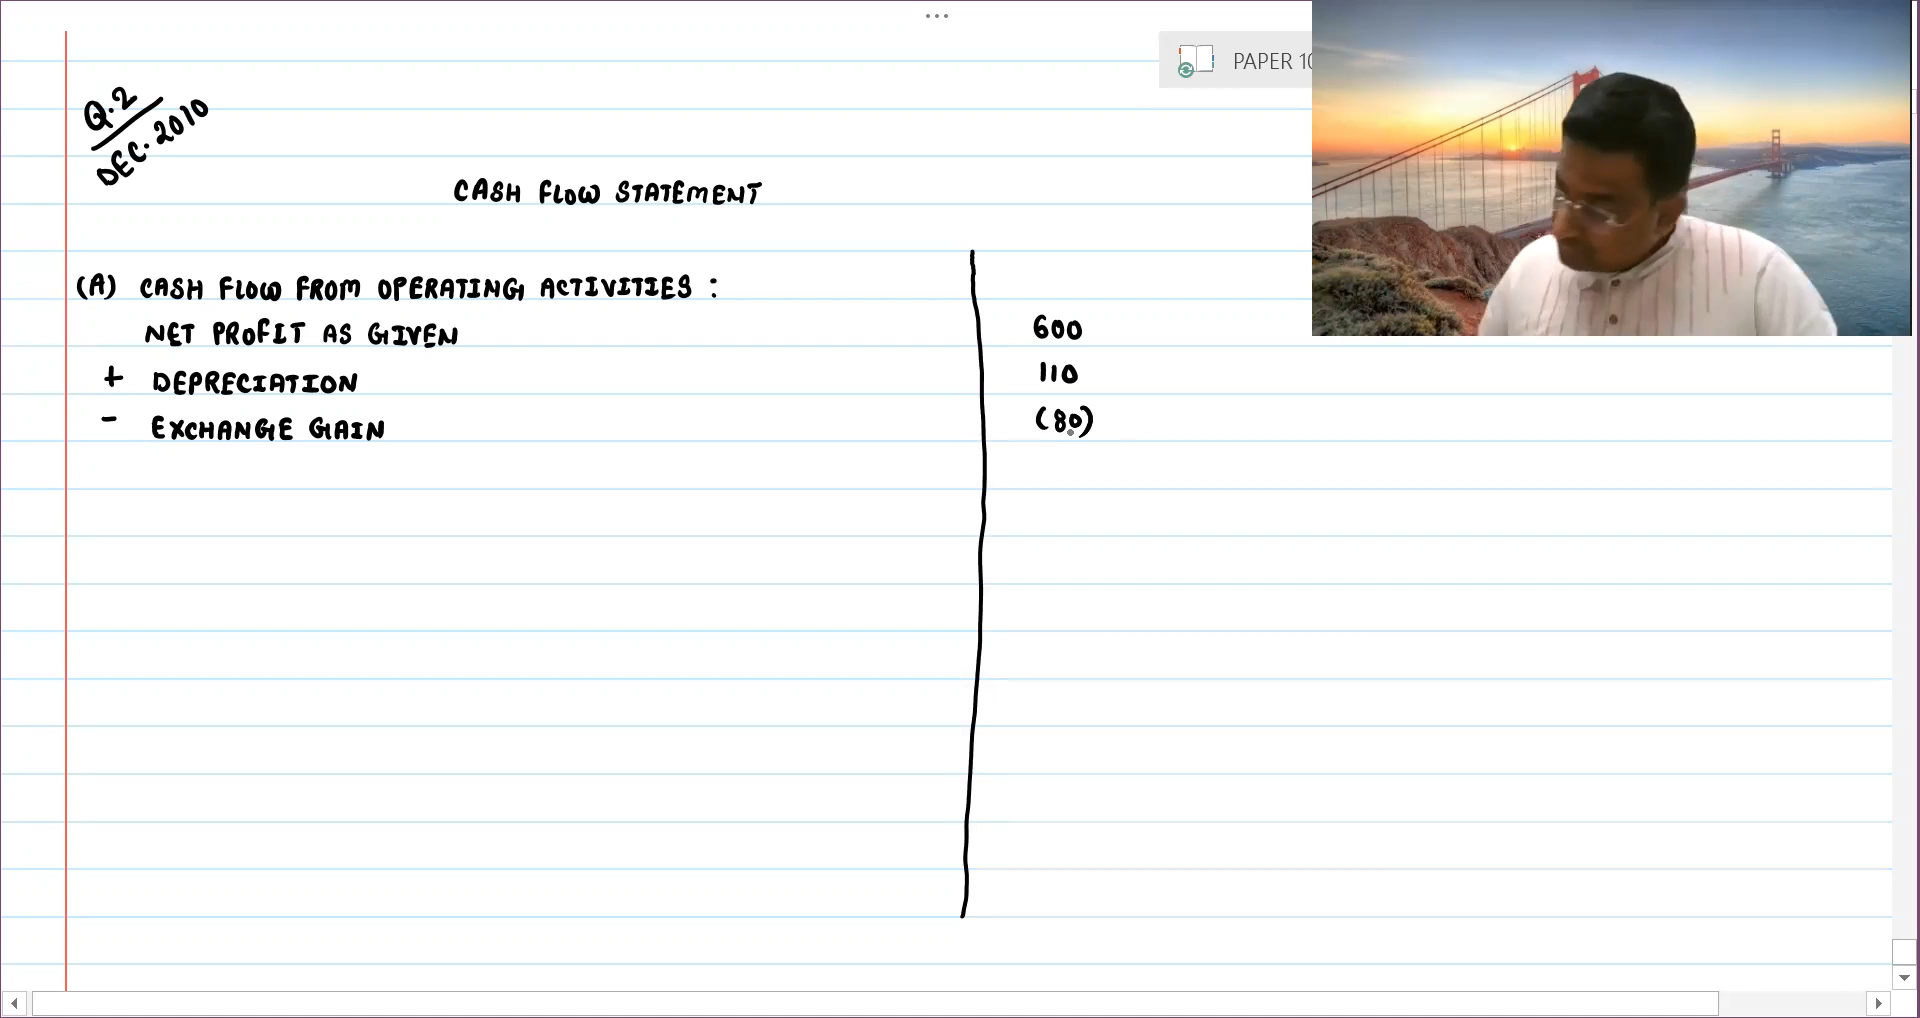 PAPER 10
Q.2
DEC. 2010
CASH FLOW STATEMENT
(A) CASH FLOW FROM OPERATING ACTIVITIES :
NET PROFIT AS GIVEN 600
+ DEPRECIATION 110
- EXCHANGE GAIN (80)